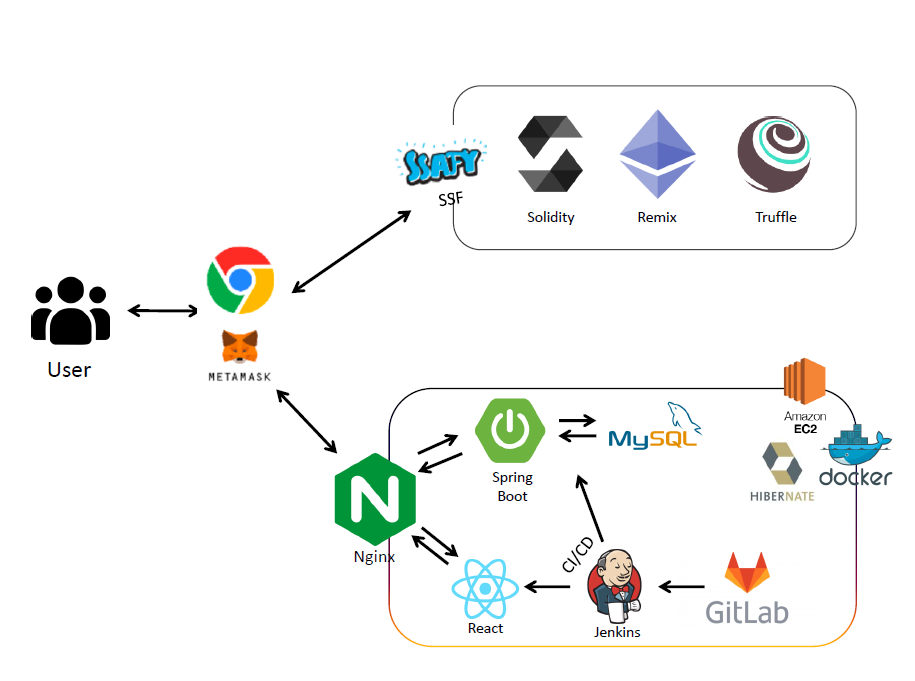 SSAFY
SSF
Solidity
Remix
Truffle
User
METAMASK
Amazon
EC2
HIBERNATE
docker
Spring
Boot
MySQL
N
Nginx
CI/CD
React
Jenkins
GitLab